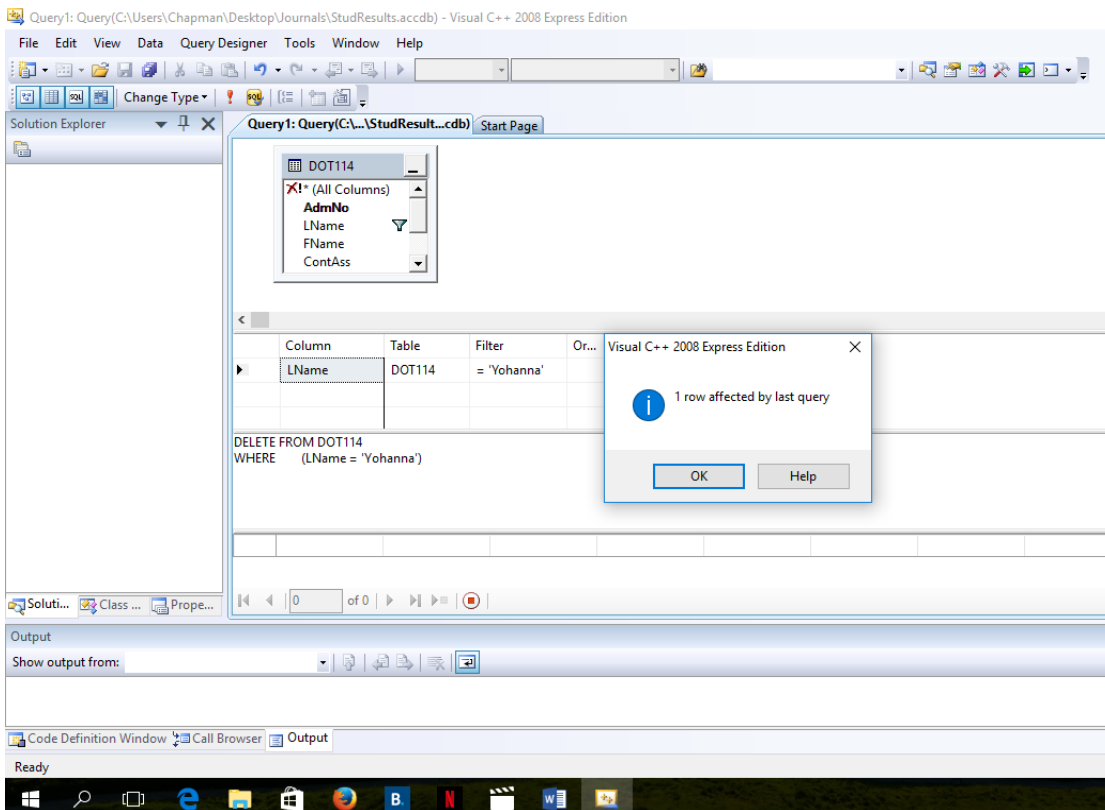 Query1: Query(C:\Users\Chapman\Desktop\Journals\StudResults.accdb) - Visual C++ 2008 Express Edition
File Edit View Data Query Designer Tools Window Help
SQL Change Type
Solution Explorer
Query1: Query(C:\...\StudResult...cdb) Start Page
DOT114
* (All Columns)
AdmNo
LName
FName
ContAss
Column Table Filter Or...
LName DOT114 = 'Yohanna'
Visual C++ 2008 Express Edition
1 row affected by last query
OK Help
DELETE FROM DOT114
WHERE (LName = 'Yohanna')
0 of 0
Soluti... Class ... Prope...
Output
Show output from:
Code Definition Window Call Browser Output
Ready
B. N W